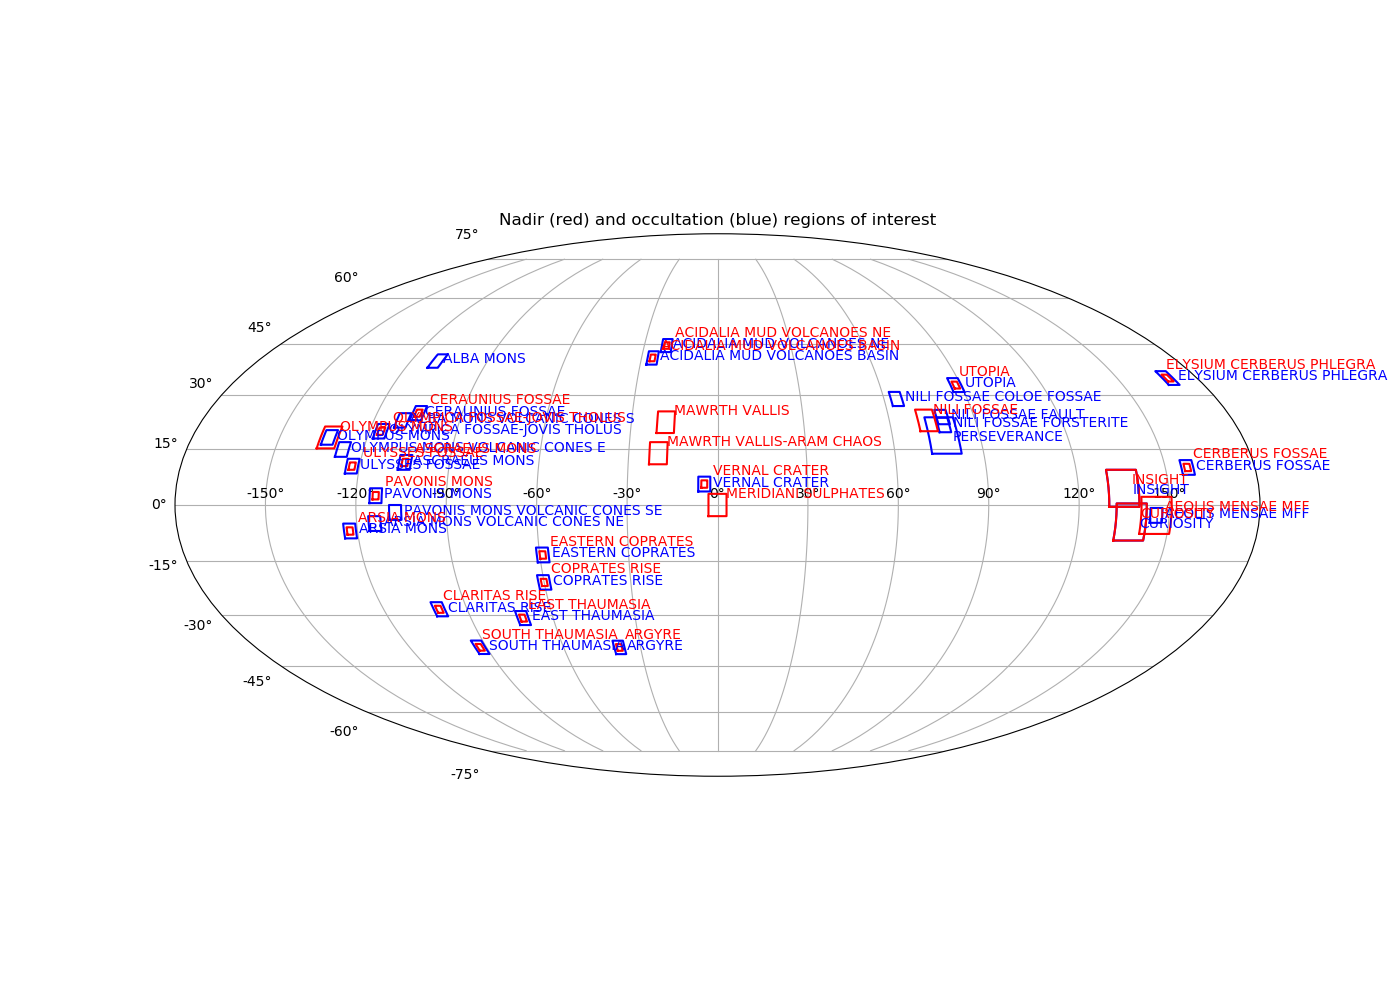 Nadir (red) and occultation (blue) regions of interest
75°
60°
45°
30°
15°
0°
-15°
-30°
-45°
-60°
-75°
-150°
-120°
-90°
-60°
-30°
0°
30°
60°
90°
120°
150°
ACIDALIA MUD VOLCANOES NE
ACIDALIA MUD VOLCANOES NE
ACIDALIA MUD VOLCANOES BASIN
ACIDALIA MUD VOLCANOES BASIN
ALBA MONS
ELYSIUM CERBERUS PHLEGRA
ELYSIUM CERBERUS PHLEGRA
UTOPIA
UTOPIA
NILI FOSSAE COLOE FOSSAE
CERAUNIUS FOSSAE
CERAUNIUS FOSSAE
NILI FOSSAE
NILI FOSSAE FAULT
NILI FOSSAE FORSTERITE
PERSEVERANCE
MAWRTH VALLIS
MAWRTH VALLIS-ARAM CHAOS
OLYMPUS MONS
OLYMPUS MONS
OLYMPUS MONS VOLCANIC CONES E
ULYSSES FOSSAE
ULYSSES FOSSAE
ASCRAEUS MONS
ASCRAEUS MONS
CERBERUS FOSSAE
CERBERUS FOSSAE
VERNAL CRATER
VERNAL CRATER
PAVONIS MONS
PAVONIS MONS
MERIDIANI SULPHATES
INSIGHT
INSIGHT
PAVONIS MONS VOLCANIC CONES SE
ARSIA MONS
ARSIA MONS VOLCANIC CONES NE
ARSIA MONS
AEOLIS MENSAE MFF
AEOLIS MENSAE MFF
CURIOSITY
CURIOSITY
EASTERN COPRATES
EASTERN COPRATES
COPRATES RISE
COPRATES RISE
CLARITAS RISE
CLARITAS RISE
EAST THAUMASIA
EAST THAUMASIA
SOUTH THAUMASIA
SOUTH THAUMASIA
ARGYRE
ARGYRE